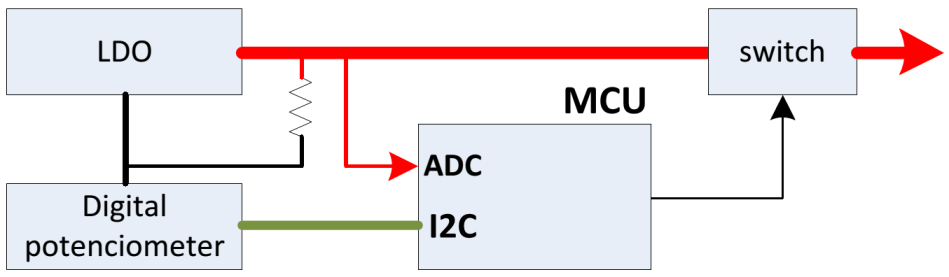 LDO
switch
MCU
ADC
Digital
potenciometer
I2C